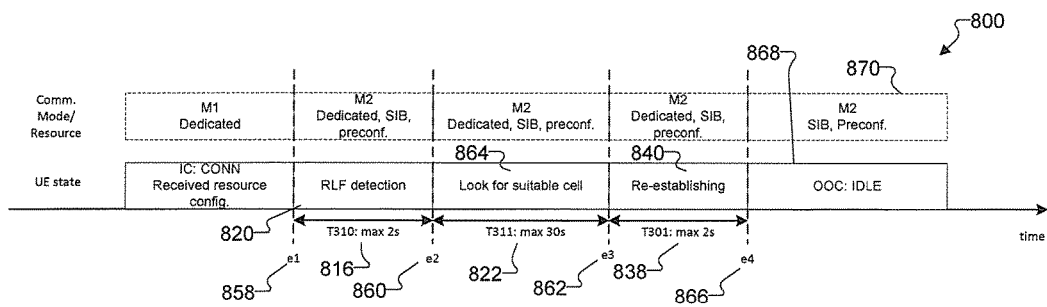 800
868
870
Comm.
Mode/
Resource
M1
Dedicated
M2
Dedicated, SIB,
preconf.
M2
Dedicated, SIB, preconf.
M2
Dedicated, SIB,
preconf.
M2
SIB, Preconf.
864
840
UE state
IC: CONN
Received resource
config.
RLF detection
Look for suitable cell
Re-establishing
OOC: IDLE
820
T310: max 2s
T311: max 30s
T301: max 2s
time
816
822
838
e1
e2
e3
e4
858
860
862
866